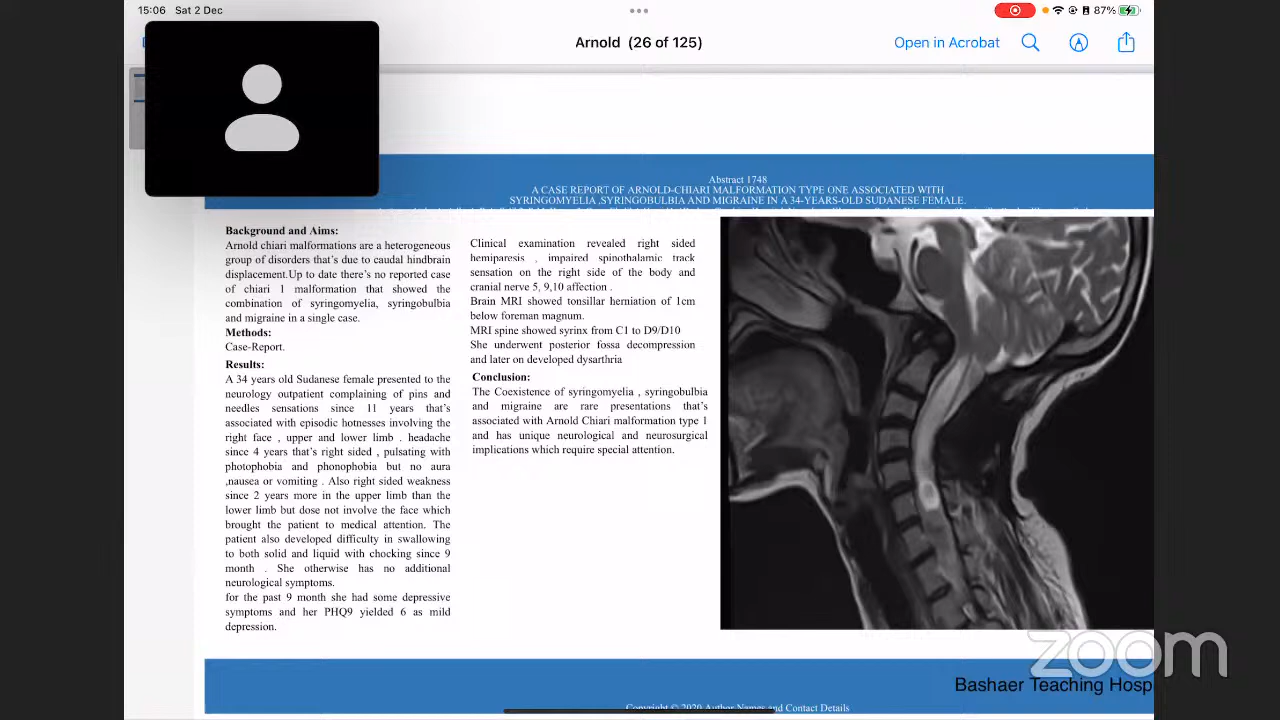 15:06 Sat 2 Dec
87%
Arnold (26 of 125)
Open in Acrobat
Abstract 1748
A CASE REPORT OF ARNOLD-CHIARI MALFORMATION TYPE ONE ASSOCIATED WITH
SYRINGOMYELIA ,SYRINGOBULBIA AND MIGRAINE IN A 34-YEARS-OLD SUDANESE FEMALE.
Background and Aims:
Arnold chiari malformations are a heterogeneous
group of disorders that's due to caudal hindbrain
displacement.Up to date there's no reported case
of chiari 1 malformation that showed the
combination of syringomyelia, syringobulbia
and migraine in a single case.
Methods:
Case-Report.
Results:
A 34 years old Sudanese female presented to the
neurology outpatient complaining of pins and
needles sensations since 11 years that's
associated with episodic hotnesses involving the
right face , upper and lower limb . headache
since 4 years that's right sided , pulsating with
photophobia and phonophobia but no aura
,nausea or vomiting . Also right sided weakness
since 2 years more in the upper limb than the
lower limb but dose not involve the face which
brought the patient to medical attention. The
patient also developed difficulty in swallowing
to both solid and liquid with chocking since 9
month . She otherwise has no additional
neurological symptoms.
for the past 9 month she had some depressive
symptoms and her PHQ9 yielded 6 as mild
depression.
Clinical examination revealed right sided
hemiparesis , impaired spinothalamic track
sensation on the right side of the body and
cranial nerve 5, 9,10 affection .
Brain MRI showed tonsillar herniation of 1cm
below foreman magnum.
MRI spine showed syrinx from C1 to D9/D10
She underwent posterior fossa decompression
and later on developed dysarthria
Conclusion:
The Coexistence of syringomyelia , syringobulbia
and migraine are rare presentations that's
associated with Arnold Chiari malformation type 1
and has unique neurological and neurosurgical
implications which require special attention.
zoom
Bashaer Teaching Hosp
Copyright © 2020 Author Names and Contact Details